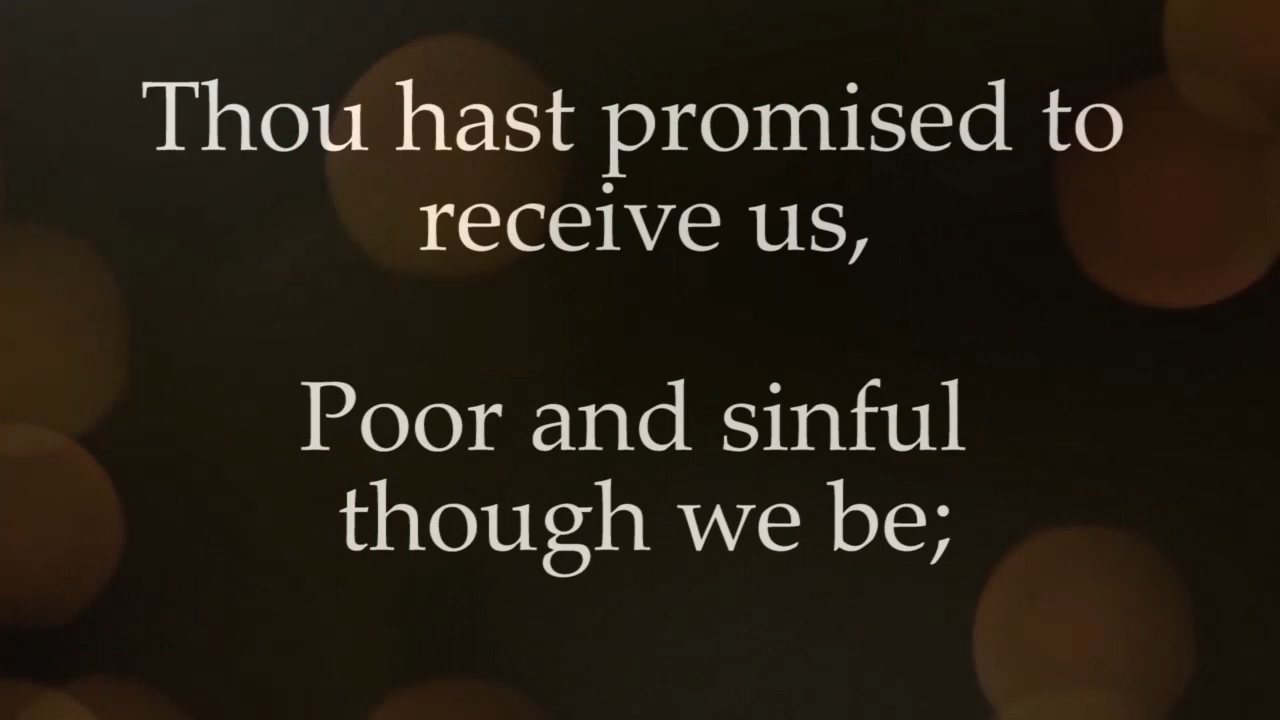 Thou hast promised to
receive us,
Poor and sinful
though we be;